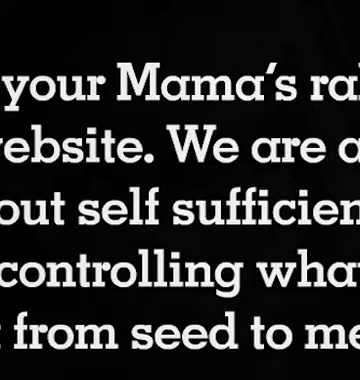 your Mama's ra
website. We are a
out self sufficien
controlling wha
from seed to me